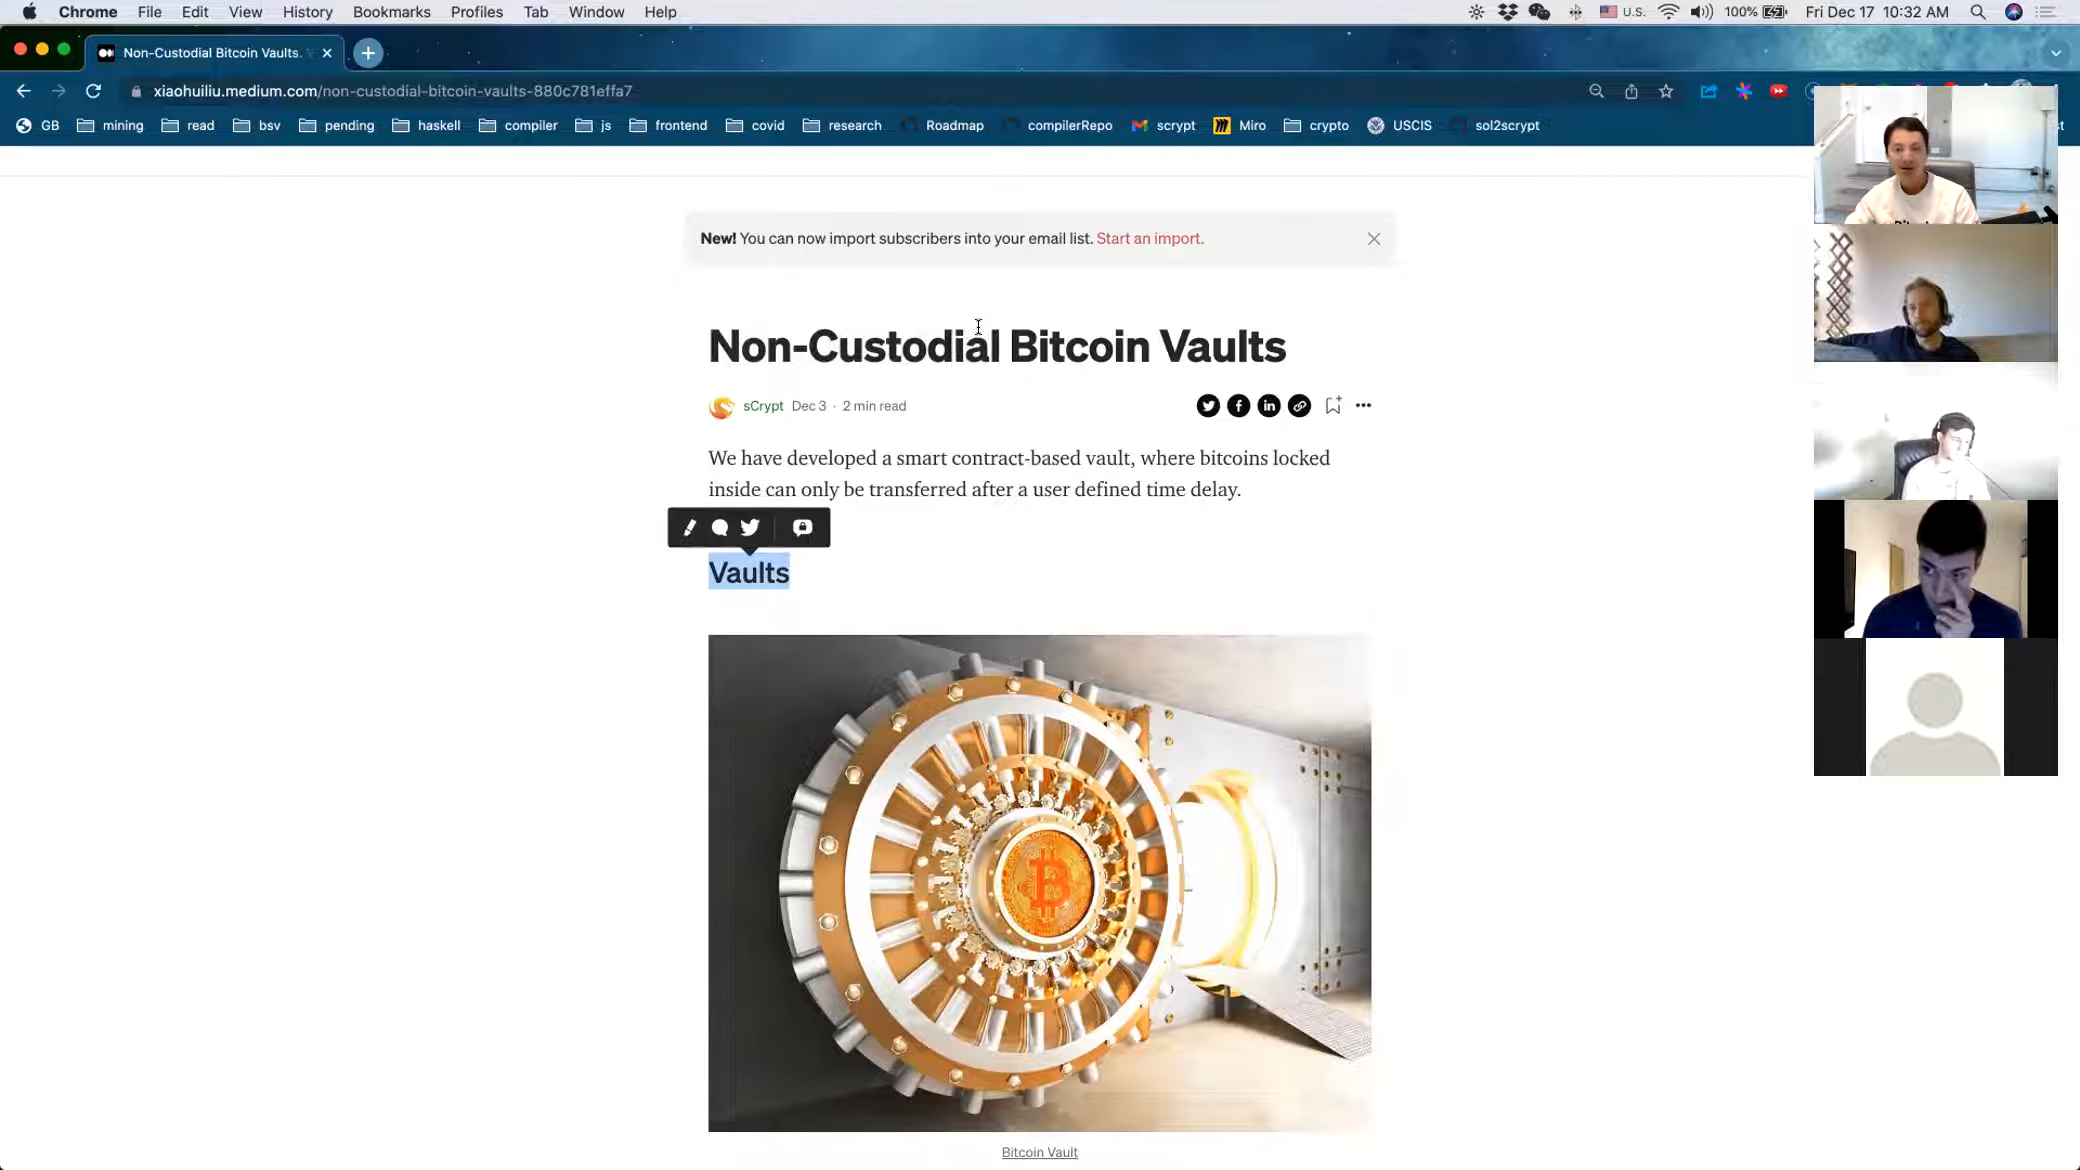 Chrome File Edit View History Bookmarks Profiles Tab Window Help
U.S. 100% Fri Dec 17 10:32 AM
Non-Custodial Bitcoin Vaults.
xiaohuiliu.medium.com/non-custodial-bitcoin-vaults-880c781effa7
GB mining read bsv pending haskell compiler js frontend covid research Roadmap compilerRepo scrypt Miro crypto USCIS sol2scrypt
New! You can now import subscribers into your email list. Start an import.
Non-Custodial Bitcoin Vaults
sCrypt Dec 3 · 2 min read
We have developed a smart contract-based vault, where bitcoins locked
inside can only be transferred after a user defined time delay.
Vaults
Bitcoin Vault